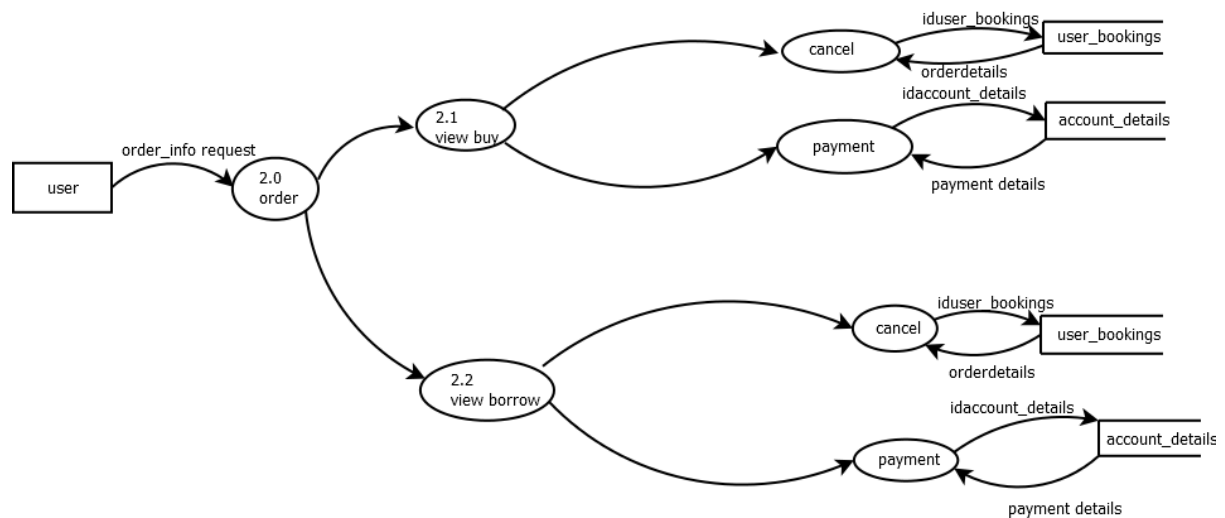 iduser_bookings
cancel
user_bookings
orderdetails
idaccount_details
2.1
view buy
account_details
payment
order_info request
payment details
user
2.0
order
iduser_bookings
cancel
user_bookings
orderdetails
2.2
view borrow
idaccount_details
account_details
payment
payment details